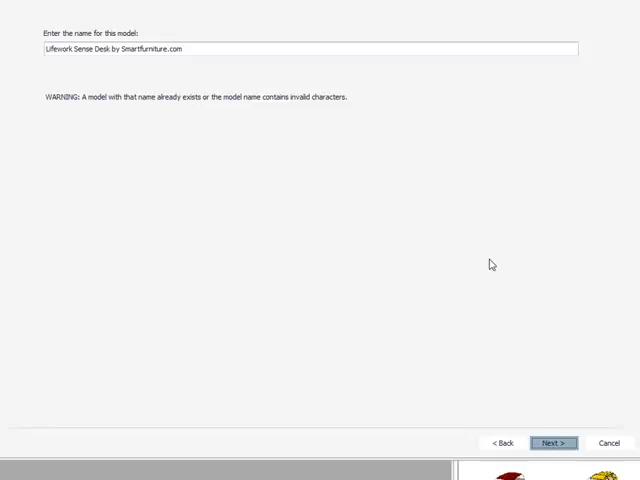 Enter the name for this model:
Lifework Sense Desk by Smartfurniture.com
WARNING: A model with that name already exists or the model name contains invalid characters.
< Back
Next >
Cancel